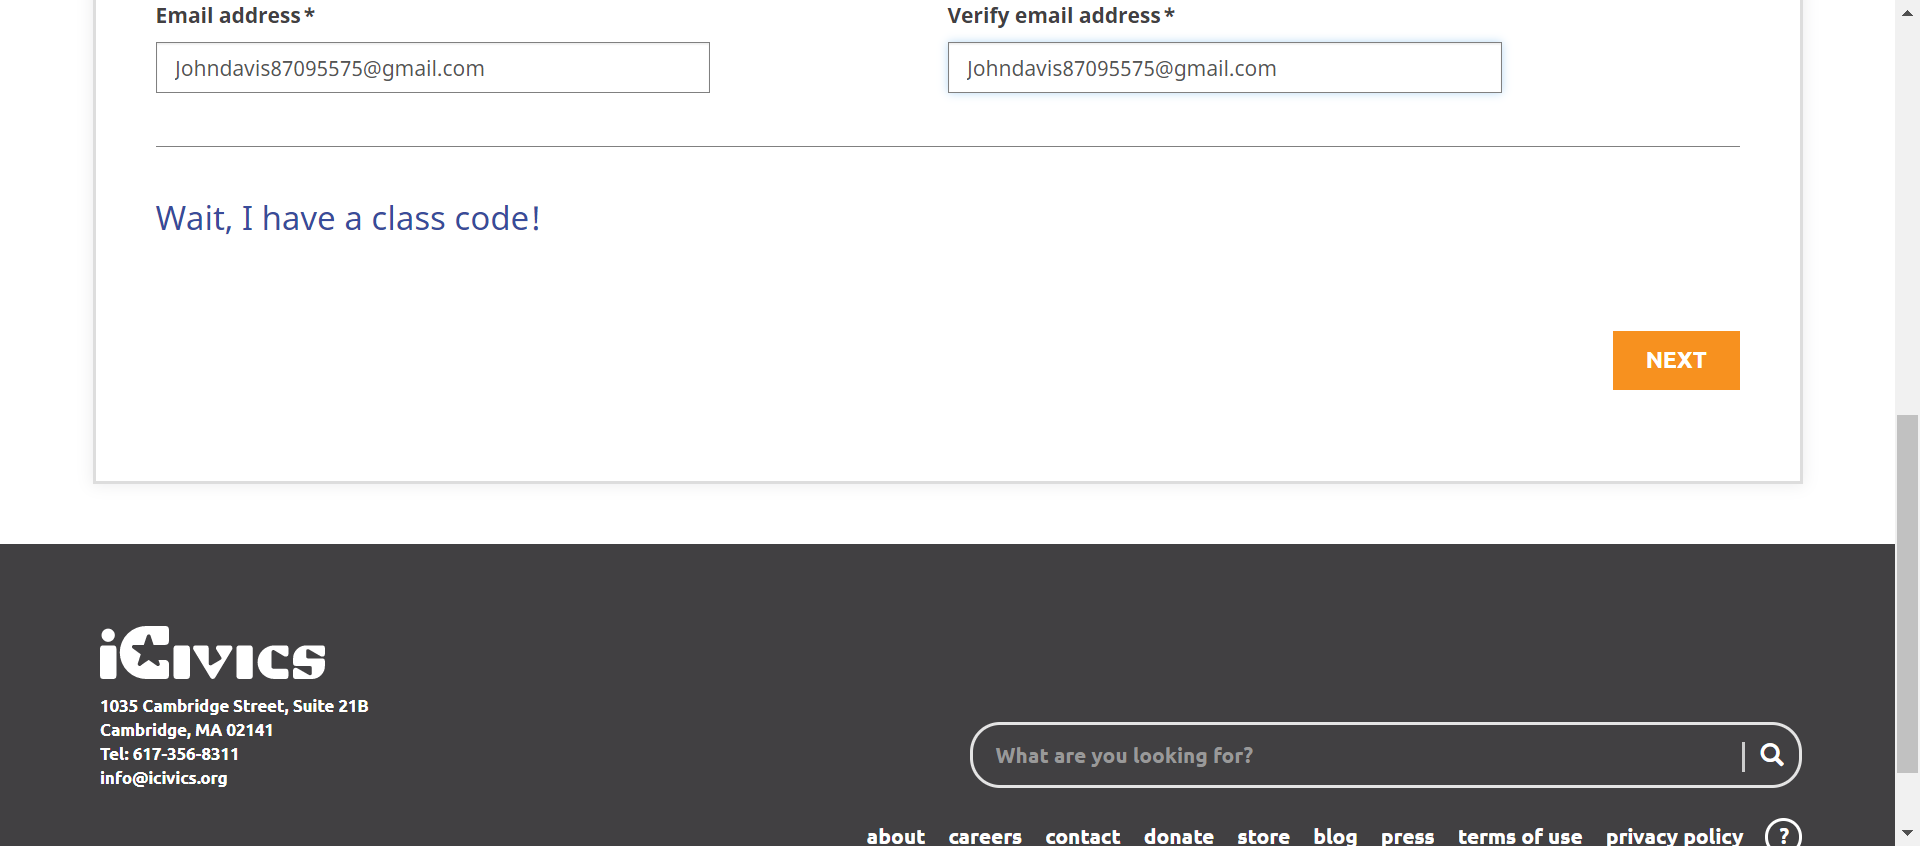 Email address* Verify email address*
Johndavis87095575@gmail.com Johndavis87095575@gmail.com
Wait, I have a class code!
NEXT
iCivics
1035 Cambridge Street, Suite 21B
Cambridge, MA 02141
Tel: 617-356-8311
info@icivics.org
What are you looking for?
about careers contact donate store blog press terms of use privacy policy ?